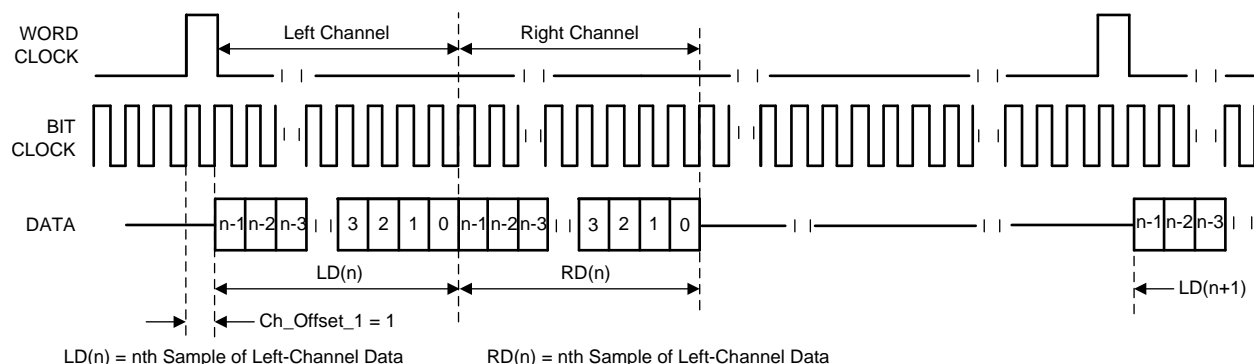 WORD
CLOCK
Left Channel
Right Channel
BIT
CLOCK
DATA
n-1 n-2 n-3 3 2 1 0 n-1 n-2 n-3 3 2 1 0 n-1 n-2 n-3
LD(n)
RD(n)
LD(n+1)
Ch_Offset_1 = 1
LD(n) = nth Sample of Left-Channel Data
RD(n) = nth Sample of Left-Channel Data